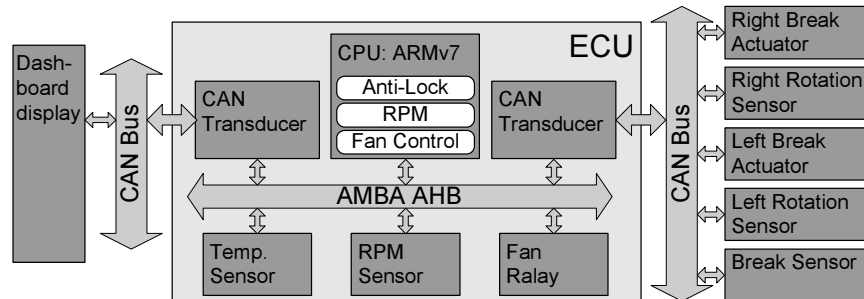 Dash-
board
display
CAN Bus
ECU
CPU: ARMv7
Anti-Lock
RPM
Fan Control
CAN
Transducer
CAN
Transducer
AMBA AHB
Temp.
Sensor
RPM
Sensor
Fan
Ralay
CAN Bus
Right Break
Actuator
Right Rotation
Sensor
Left Break
Actuator
Left Rotation
Sensor
Break Sensor